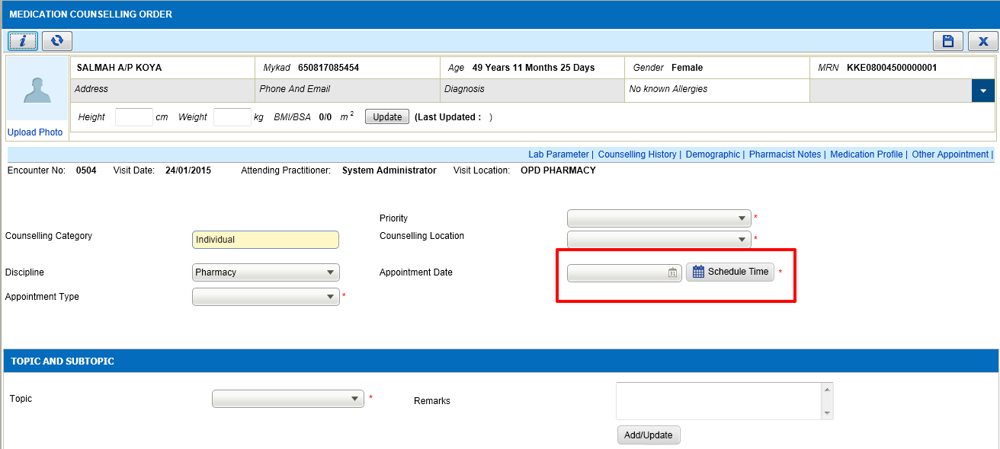 MEDICATION COUNSELLING ORDER
i
X
SALMAH A/P KOYA Mykad 650817085454 Age 49 Years 11 Months 25 Days Gender Female MRN KKE08004500000001
Address Phone And Email Diagnosis No known Allergies
Height cm Weight kg BMI/BSA 0/0 m 2 Update (Last Updated : )
Upload Photo
Lab Parameter | Counselling History | Demographic | Pharmacist Notes | Medication Profile | Other Appointment |
Encounter No: 0504 Visit Date: 24/01/2015 Attending Practitioner: System Administrator Visit Location: OPD PHARMACY
Priority *
Counselling Category Individual Counselling Location *
Discipline Pharmacy Appointment Date 31 Schedule Time *
Appointment Type *
TOPIC AND SUBTOPIC
Topic * Remarks
Add/Update